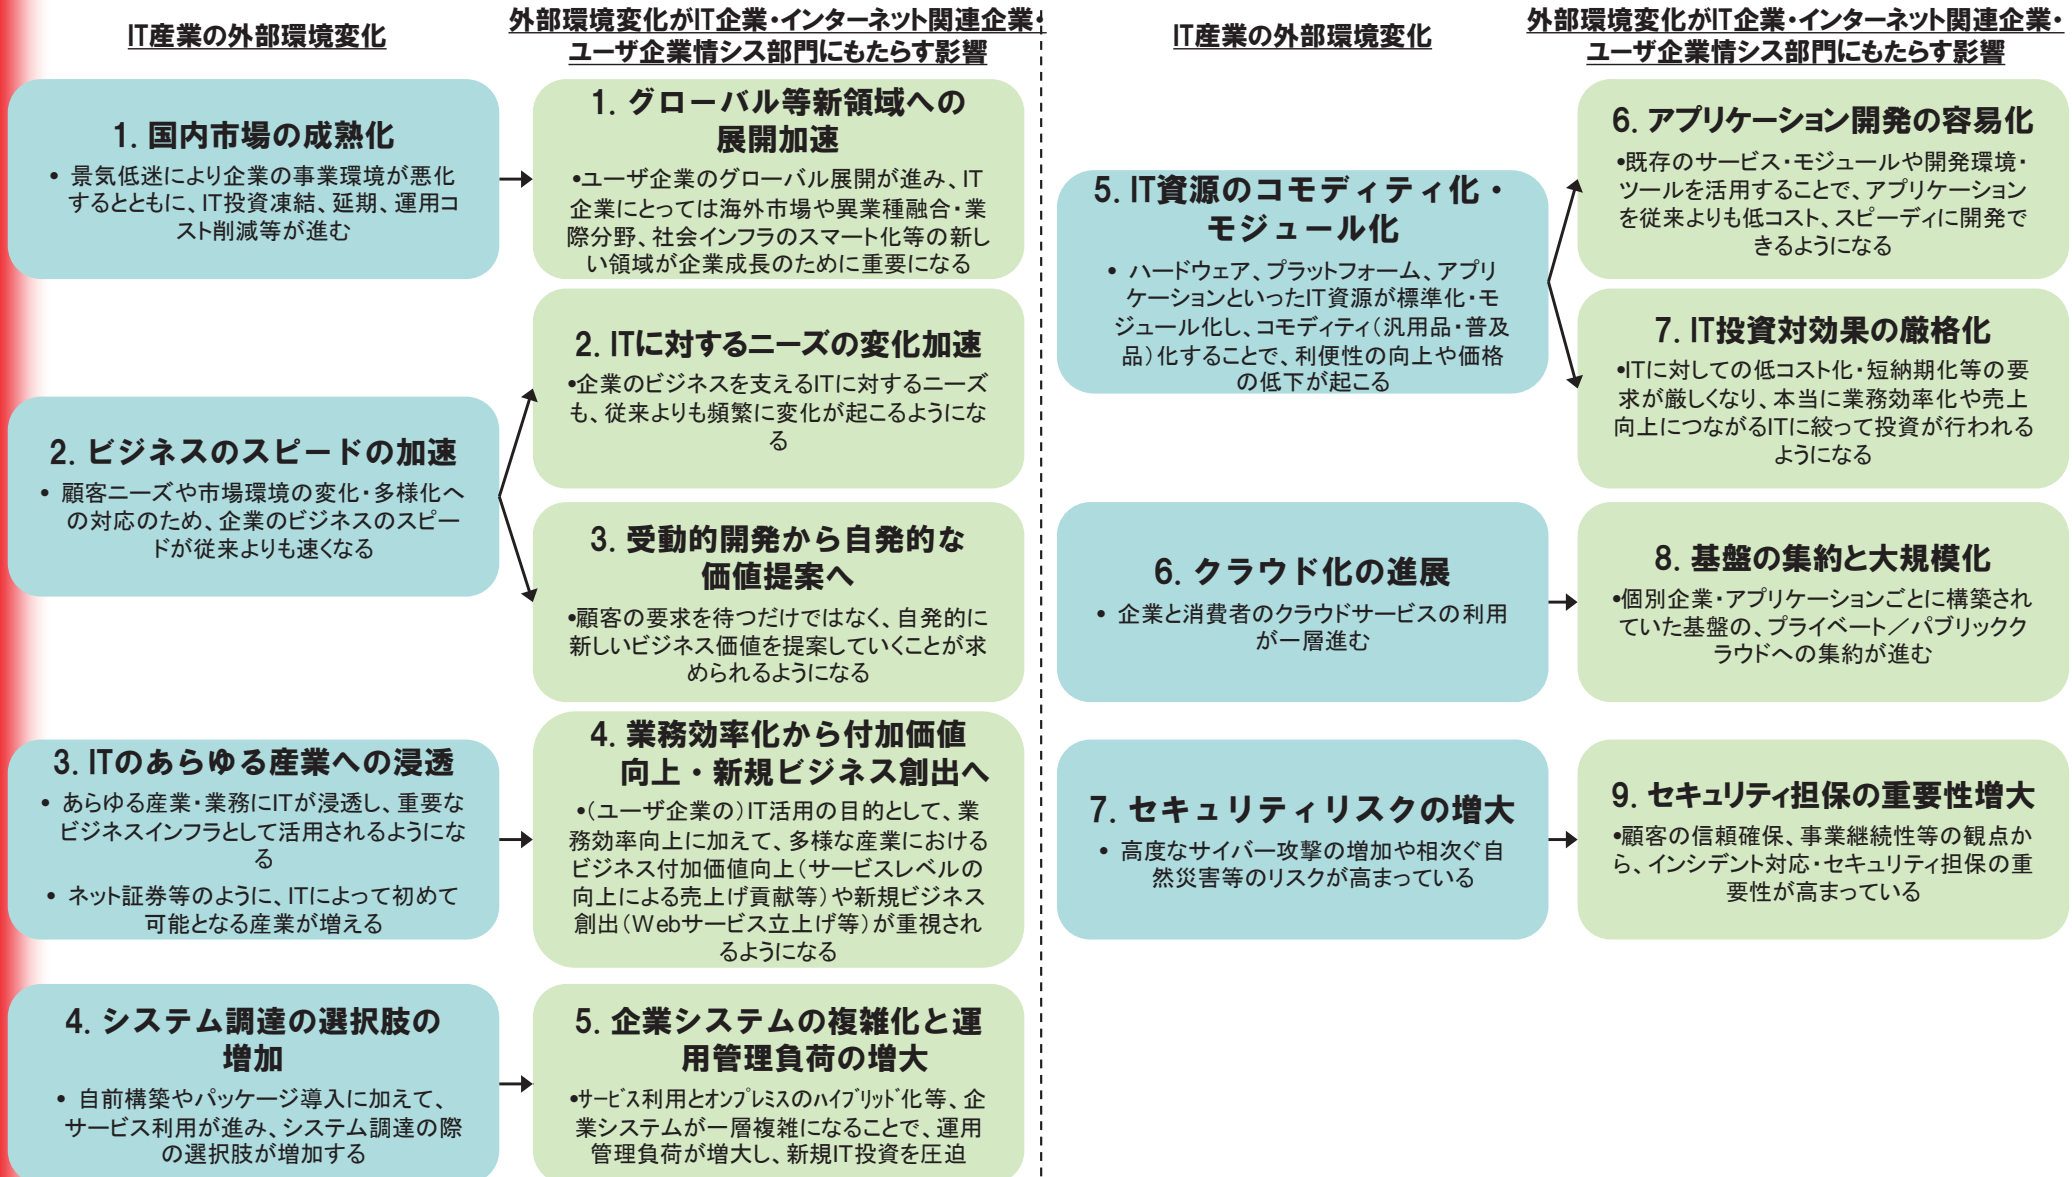 IT産業の外部環境変化
外部環境変化がIT企業・インターネット関連企業・
ユーザ企業情シス部門にもたらす影響
1. 国内市場の成熟化
• 景気低迷により企業の事業環境が悪化
するとともに、IT投資凍結、延期、運用コ
スト削減等が進む
1. グローバル等新領域への
展開加速
•ユーザ企業のグローバル展開が進み、IT
企業にとっては海外市場や異業種融合・業
際分野、社会インフラのスマート化等の新し
い領域が企業成長のために重要になる
2. ビジネスのスピードの加速
• 顧客ニーズや市場環境の変化・多様化へ
の対応のため、企業のビジネスのスピー
ドが従来よりも速くなる
2. ITに対するニーズの変化加速
•企業のビジネスを支えるITに対するニーズ
も、従来よりも頻繁に変化が起こるようにな
る
3. 受動的開発から自発的な
価値提案へ
•顧客の要求を待つだけではなく、自発的に
新しいビジネス価値を提案していくことが求
められるようになる
3. ITのあらゆる産業への浸透
• あらゆる産業・業務にITが浸透し、重要な
ビジネスインフラとして活用されるようにな
る
• ネット証券等のように、ITによって初めて
可能となる産業が増える
4. 業務効率化から付加価値
向上・新規ビジネス創出へ
•（ユーザ企業の）IT活用の目的として、業
務効率向上に加えて、多様な産業における
ビジネス付加価値向上（サービスレベルの
向上による売上げ貢献等）や新規ビジネス
創出（Webサービス立上げ等）が重視され
るようになる
4. システム調達の選択肢の
増加
• 自前構築やパッケージ導入に加えて、
サービス利用が進み、システム調達の際
の選択肢が増加する
5. 企業システムの複雑化と運
用管理負荷の増大
•サービス利用とオンプレミスのハイブリッド化等、企
業システムが一層複雑になることで、運用
管理負荷が増大し、新規IT投資を圧迫
IT産業の外部環境変化
外部環境変化がIT企業・インターネット関連企業・
ユーザ企業情シス部門にもたらす影響
5. IT資源のコモディティ化・
モジュール化
• ハードウェア、プラットフォーム、アプリ
ケーションといったIT資源が標準化・モ
ジュール化し、コモディティ（汎用品・普及
品）化することで、利便性の向上や価格
の低下が起こる
6. アプリケーション開発の容易化
•既存のサービス・モジュールや開発環境・
ツールを活用することで、アプリケーション
を従来よりも低コスト、スピーディに開発で
きるようになる
7. IT投資対効果の厳格化
•ITに対しての低コスト化・短納期化等の要
求が厳しくなり、本当に業務効率化や売上
向上につながるITに絞って投資が行われる
ようになる
6. クラウド化の進展
• 企業と消費者のクラウドサービスの利用
が一層進む
8. 基盤の集約と大規模化
•個別企業・アプリケーションごとに構築され
ていた基盤の、プライベート／パブリックク
ラウドへの集約が進む
7. セキュリティリスクの増大
• 高度なサイバー攻撃の増加や相次ぐ自
然災害等のリスクが高まっている
9. セキュリティ担保の重要性増大
•顧客の信頼確保、事業継続性等の観点か
ら、インシデント対応・セキュリティ担保の重
要性が高まっている